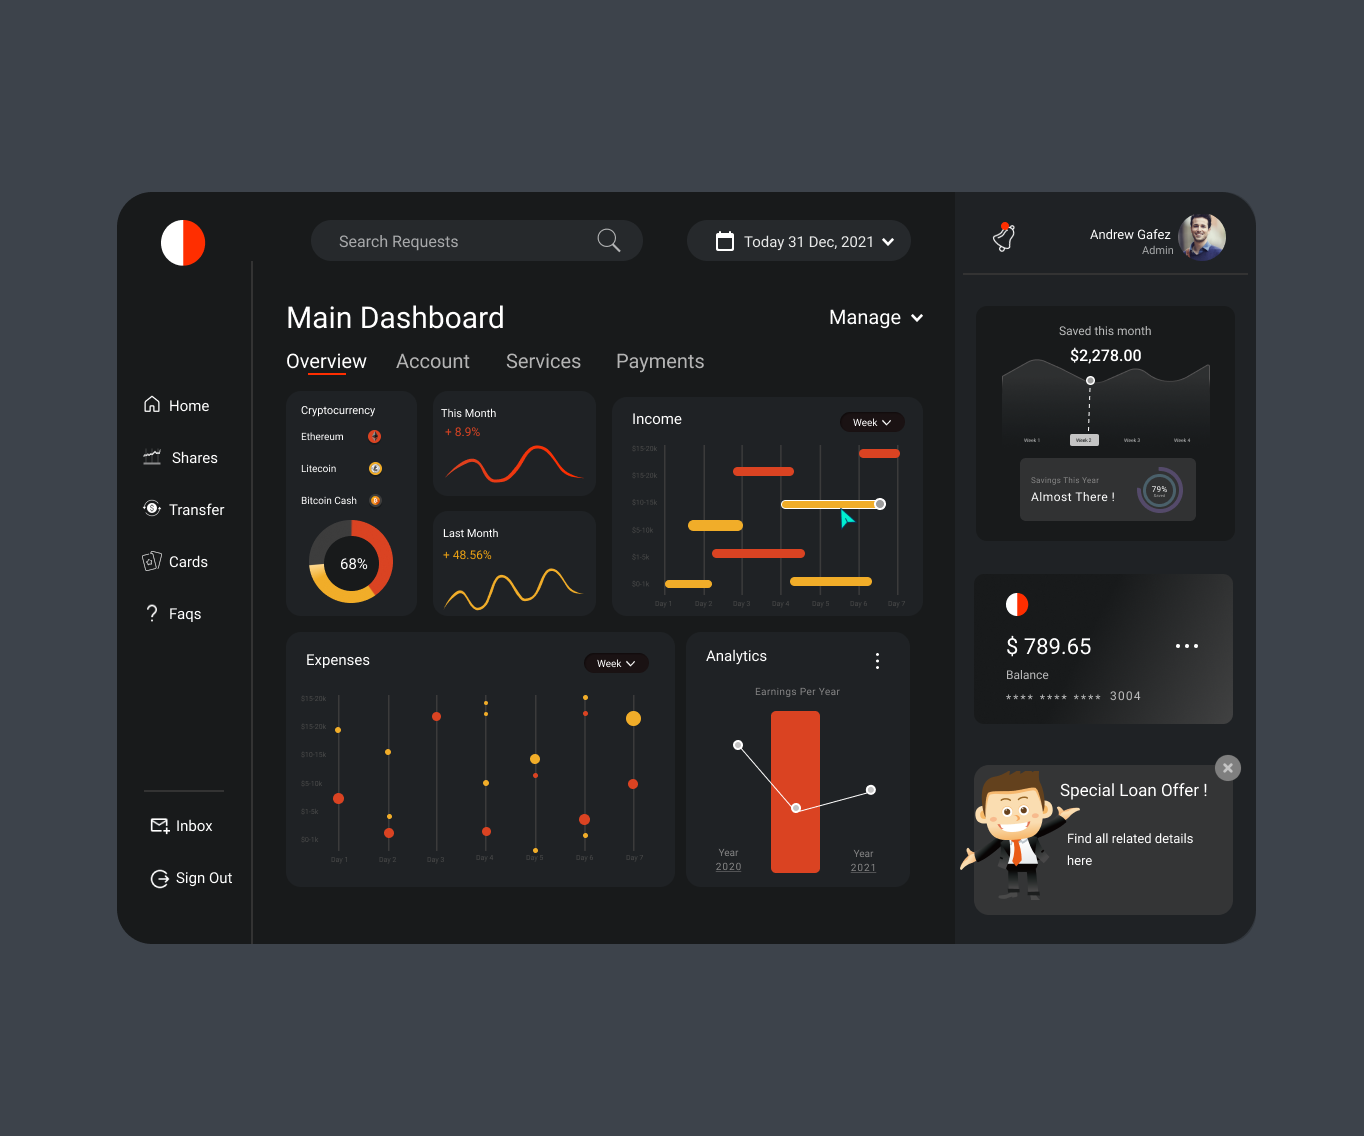 Search Requests
Today 31 Dec, 2021
Andrew Gafez
Admin
Main Dashboard
Manage
Overview
Account
Services
Payments
Home
Shares
Transfer
Cards
Faqs
Inbox
Sign Out
Cryptocurrency
Ethereum
Litecoin
Bitcoin Cash
68%
This Month
+ 8.9%
Last Month
+ 48.56%
Income
Week
$15-20k
$15-20k
$10-15k
$5-10k
$1-5k
$0-1k
Day 1
Day 2
Day 3
Day 4
Day 5
Day 6
Day 7
Expenses
Week
$15-20k
$15-20k
$10-15k
$5-10k
$1-5k
$0-1k
Day 1
Day 2
Day 3
Day 4
Day 5
Day 6
Day 7
Analytics
Earnings Per Year
Year
2020
Year
2021
Saved this month
$2,278.00
Week 1
Week 2
Week 3
Week 4
Savings This Year
Almost There !
79%
Saved
$ 789.65
Balance
**** **** **** 3004
Special Loan Offer !
Find all related details
here